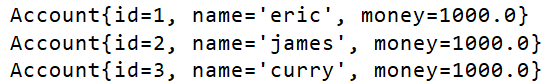 Account{id=1, name='eric', money=1000.0}
Account{id=2, name='james', money=1000.0}
Account{id=3, name='curry', money=1000.0}